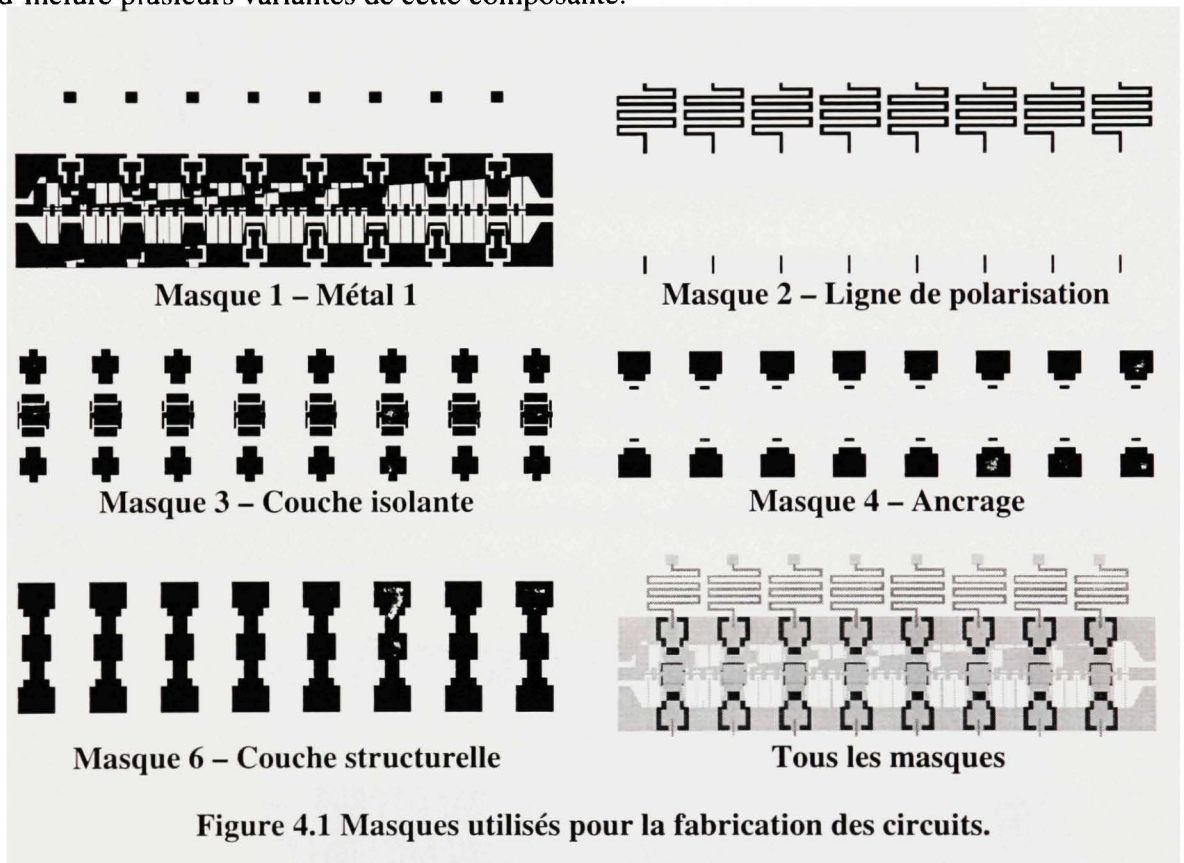 d'inclure plusieurs variantes de cette composante.
Masque 1 – Métal 1
Masque 2 – Ligne de polarisation
Masque 3 – Couche isolante
Masque 4 – Ancrage
Masque 6 – Couche structurelle
Tous les masques
Figure 4.1 Masques utilisés pour la fabrication des circuits.